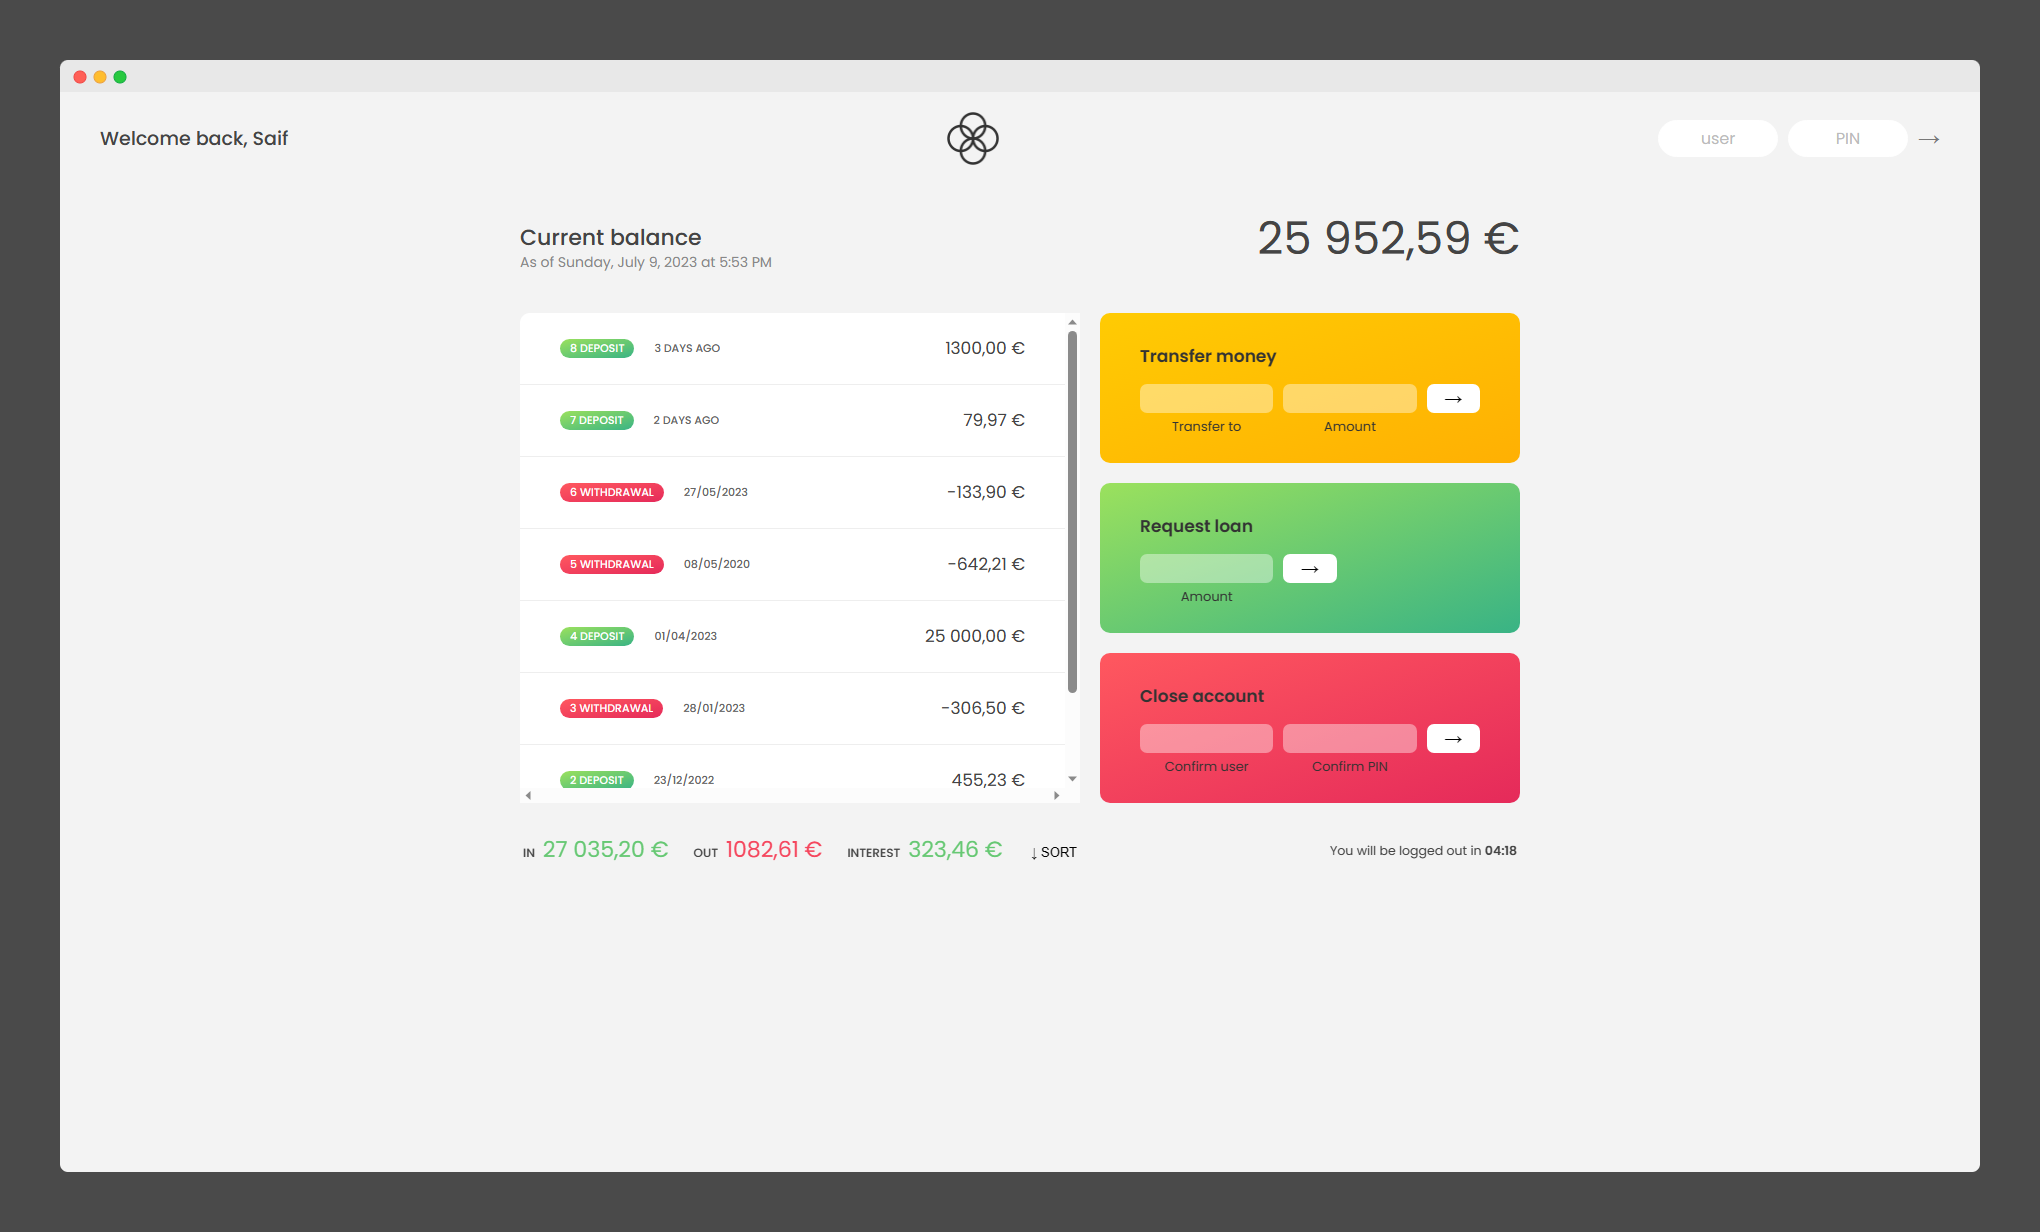 Welcome back, Saif
user
PIN
→
Current balance
As of Sunday, July 9, 2023 at 5:53 PM
25 952,59 €
8 DEPOSIT 3 DAYS AGO 1300,00 €
7 DEPOSIT 2 DAYS AGO 79,97 €
6 WITHDRAWAL 27/05/2023 -133,90 €
5 WITHDRAWAL 08/05/2020 -642,21 €
4 DEPOSIT 01/04/2023 25 000,00 €
3 WITHDRAWAL 28/01/2023 -306,50 €
2 DEPOSIT 23/12/2022 455,23 €
Transfer money
→
Transfer to Amount
Request loan
→
Amount
Close account
→
Confirm user Confirm PIN
IN 27 035,20 € OUT 1082,61 € INTEREST 323,46 € ↓ SORT
You will be logged out in 04:18